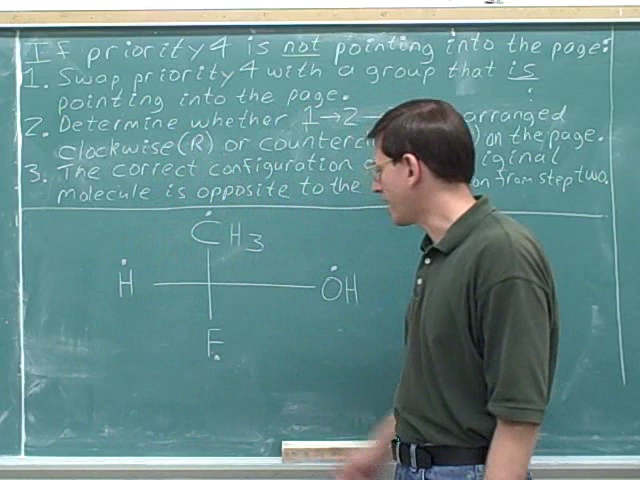 If priority 4 is not pointing into the page:
1. Swap priority 4 with a group that is
pointing into the page.
2. Determine whether 1→2→ arranged
clockwise(R) or counterc on the page.
3. The correct configuration iginal
molecule is opposite to the on from step two.
CH3
H OH
F